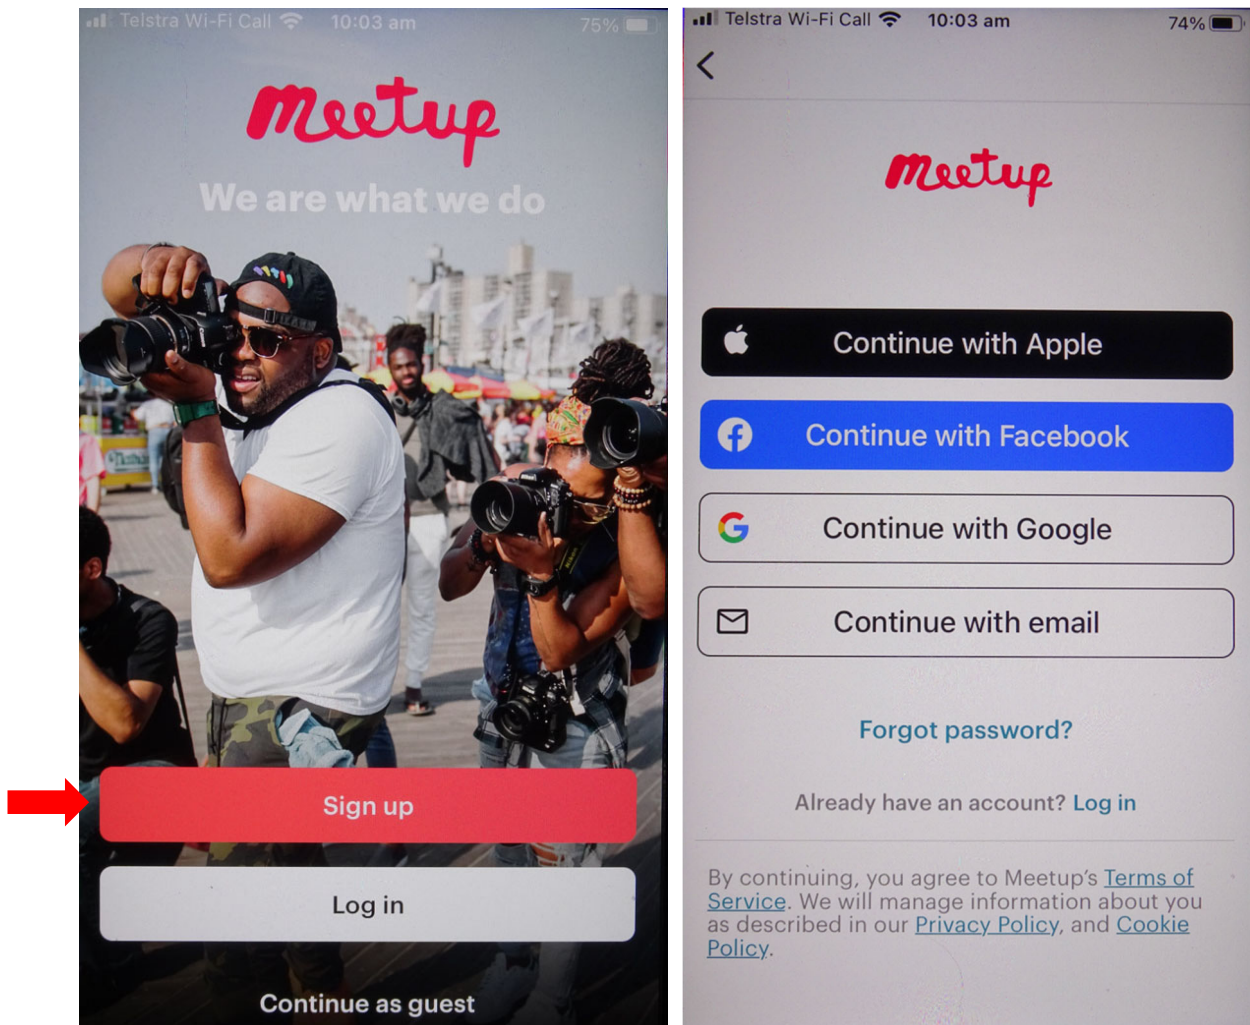 Telstra Wi-Fi Call 10:03 am 75%
meetup
We are what we do
Sign up
Log in
Continue as guest
Telstra Wi-Fi Call 10:03 am 74%
meetup
Continue with Apple
Continue with Facebook
Continue with Google
Continue with email
Forgot password?
Already have an account? Log in
By continuing, you agree to Meetup's Terms of
Service. We will manage information about you
as described in our Privacy Policy, and Cookie
Policy.